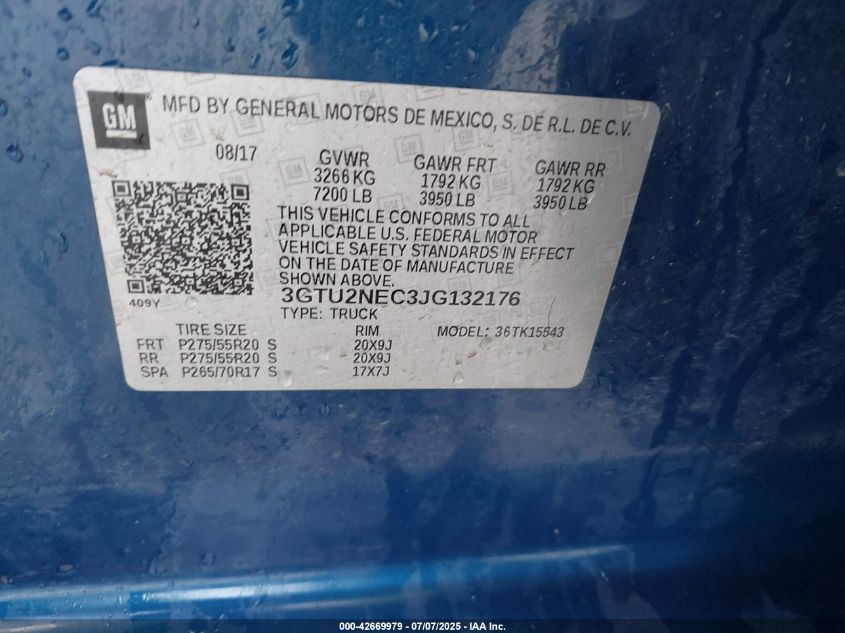 GM
MFD BY GENERAL MOTORS DE MEXICO, S. DE R.L. DE C.V.
08/17 GVWR GAWR FRT GAWR RR
3266 KG 1792 KG 1792 KG
7200 LB 3950 LB 3950 LB
THIS VEHICLE CONFORMS TO ALL
APPLICABLE U.S. FEDERAL MOTOR
VEHICLE SAFETY STANDARDS IN EFFECT
ON THE DATE OF MANUFACTURE
SHOWN ABOVE.
409Y 3GTU2NEC3JG132176
TYPE: TRUCK MODEL: 36TK15543
TIRE SIZE RIM
FRT P275/55R20 S 20X9J
RR P275/55R20 S 20X9J
SPA P265/70R17 S 17X7J
000-42669979 / 07/07/2025 - IAA Inc.